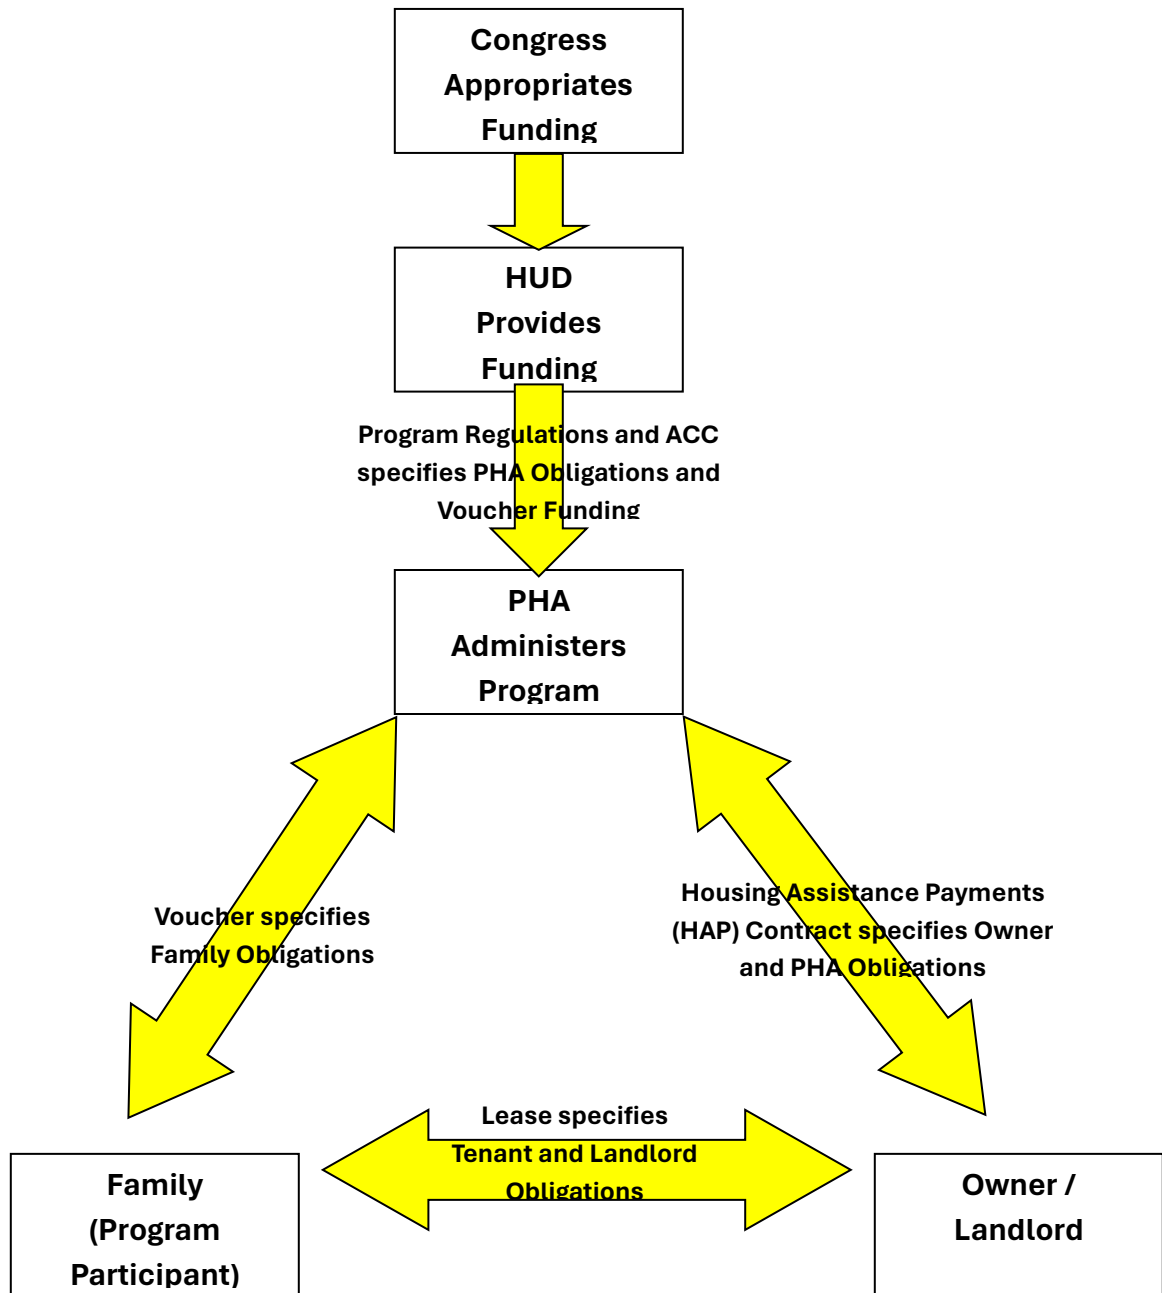 Congress
Appropriates
Funding
HUD
Provides
Funding
Program Regulations and ACC
specifies PHA Obligations and
Voucher Funding
PHA
Administers
Program
Voucher specifies
Family Obligations
Housing Assistance Payments
(HAP) Contract specifies Owner
and PHA Obligations
Lease specifies
Tenant and Landlord
Obligations
Family
(Program
Participant)
Owner /
Landlord